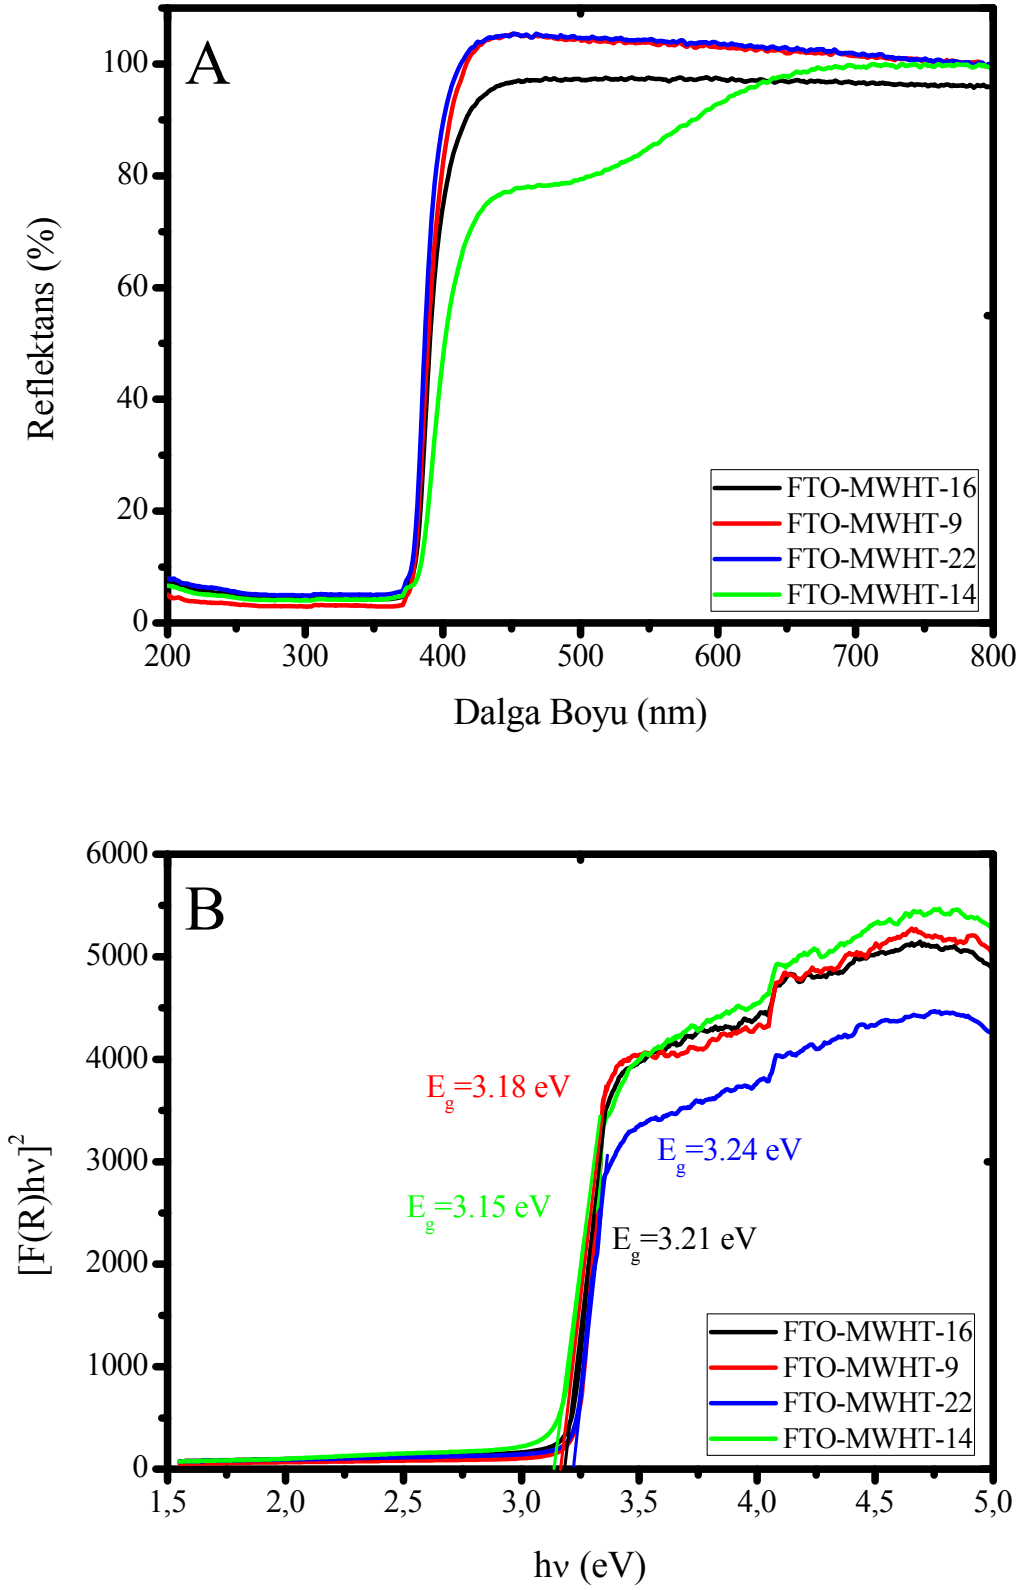 A
100
80
60
40
20
0
Reflektans (%)
FTO-MWHT-16
FTO-MWHT-9
FTO-MWHT-22
FTO-MWHT-14
200 300 400 500 600 700 800
Dalga Boyu (nm)
B
6000
5000
4000
3000
2000
1000
0
[F(R)hν]²
E_g=3.18 eV
E_g=3.24 eV
E_g=3.15 eV
E_g=3.21 eV
FTO-MWHT-16
FTO-MWHT-9
FTO-MWHT-22
FTO-MWHT-14
1,5 2,0 2,5 3,0 3,5 4,0 4,5 5,0
hν (eV)